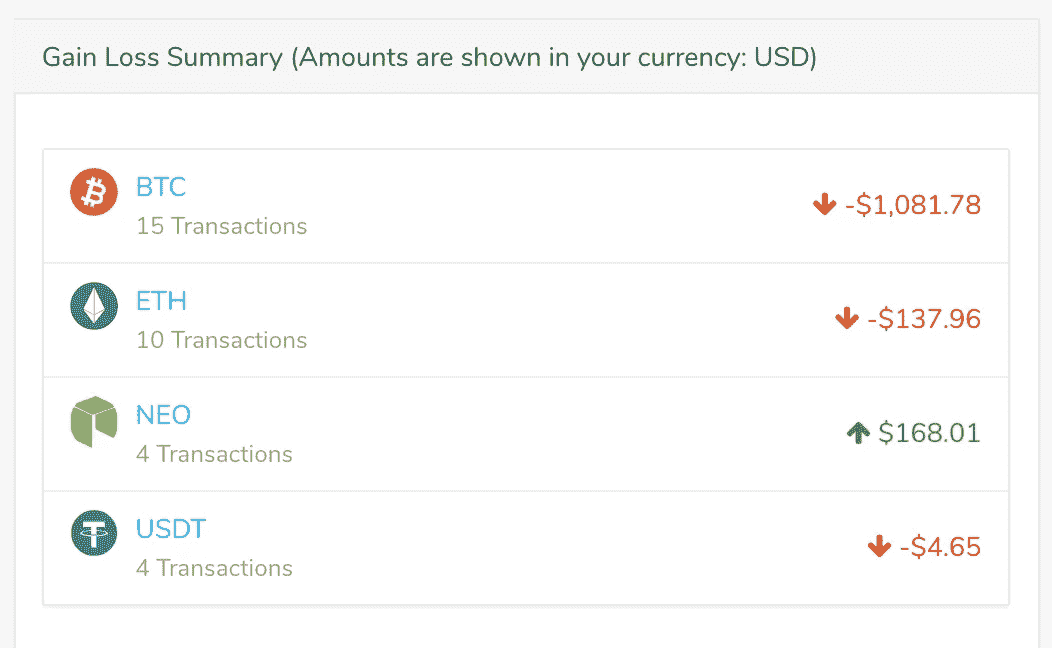 Gain Loss Summary (Amounts are shown in your currency: USD)
BTC
15 Transactions
-$1,081.78
ETH
10 Transactions
-$137.96
NEO
4 Transactions
$168.01
USDT
4 Transactions
-$4.65